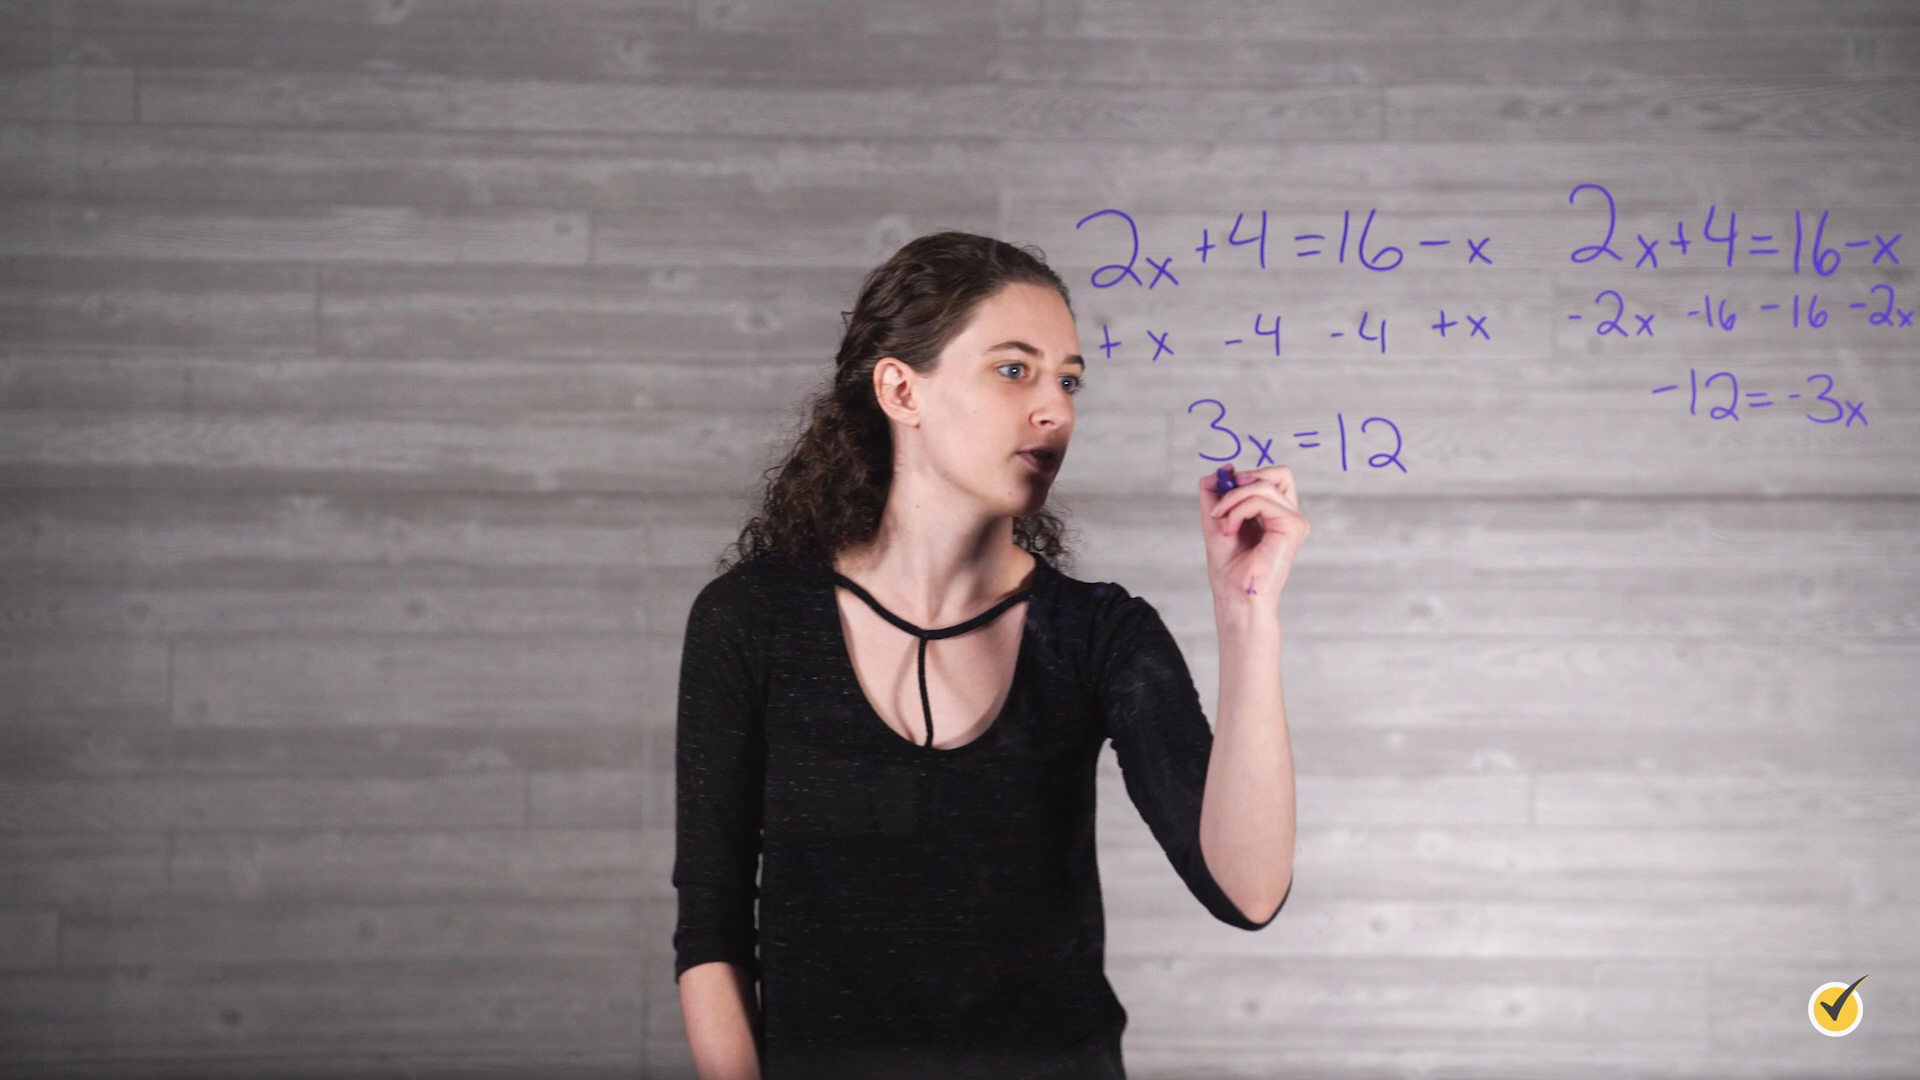 2x+4=16-x
+x -4 -4 +x
3x=12
2x+4=16-x
-2x -16 -16 -2x
-12=-3x